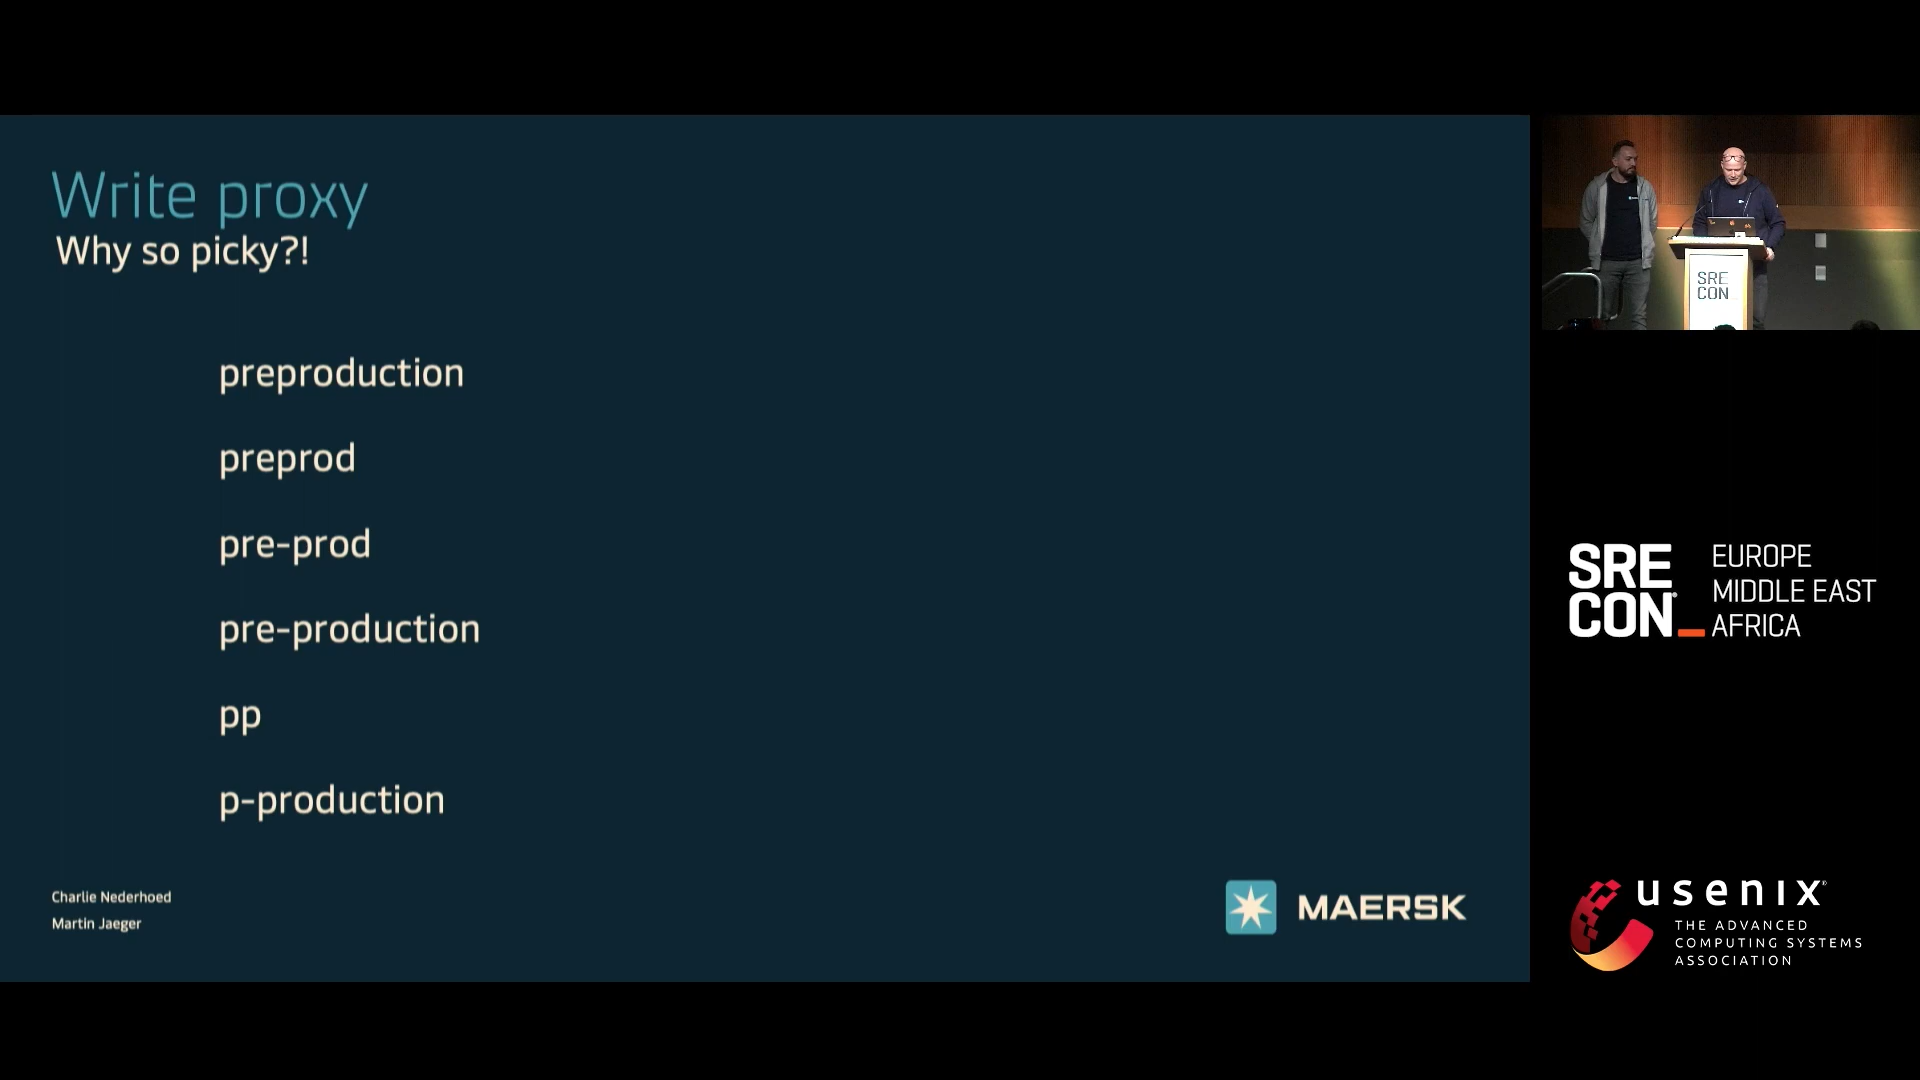 Write proxy
Why so picky?!
preproduction
preprod
pre-prod
pre-production
pp
p-production
Charlie Nederhoed
Martin Jaeger
MAERSK
SRE
CON
SRE
CON_
EUROPE
MIDDLE EAST
AFRICA
usenix
THE ADVANCED
COMPUTING SYSTEMS
ASSOCIATION